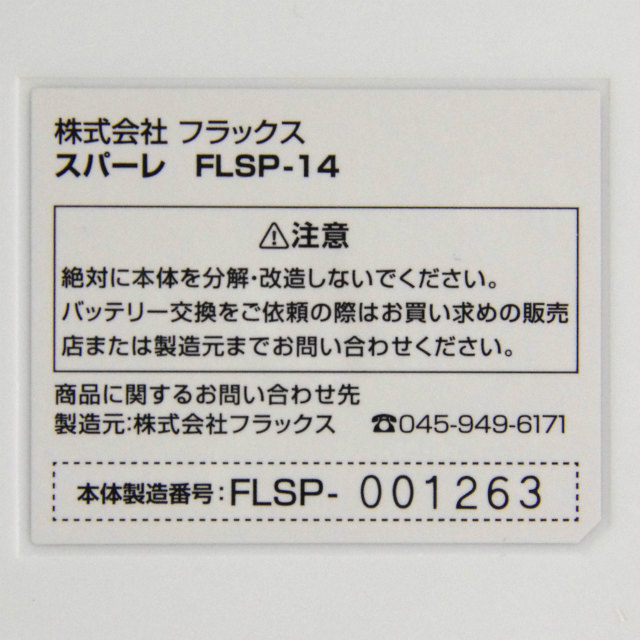 株式会社 フラックス
スパーレ FLSP-14
⚠注意
絶対に本体を分解・改造しないでください。
バッテリー交換をご依頼の際はお買い求めの販売
店または製造元までお問い合わせください。
商品に関するお問い合わせ先
製造元:株式会社フラックス ☎045-949-6171
本体製造番号:FLSP- 001263